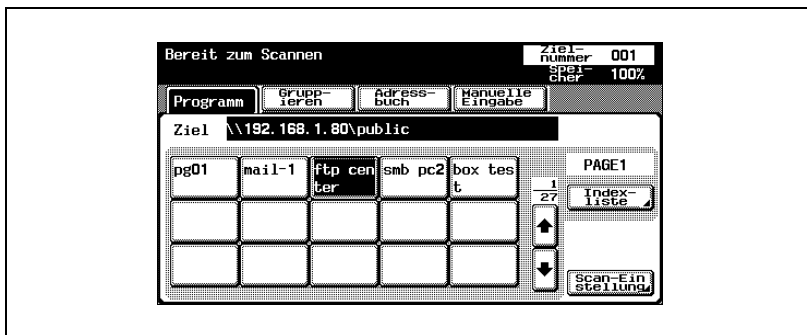 Bereit zum Scannen
Ziel-
nummer 001
Spei-
cher 100%
Programm
Grupp-
ieren
Adress-
buch
Manuelle
Eingabe
Ziel \\192.168.1.80\public
pg01 mail-1 ftp cen smb pc2 box tes
ter t
PAGE1
1
27
Index-
liste
Scan-Ein
stellung